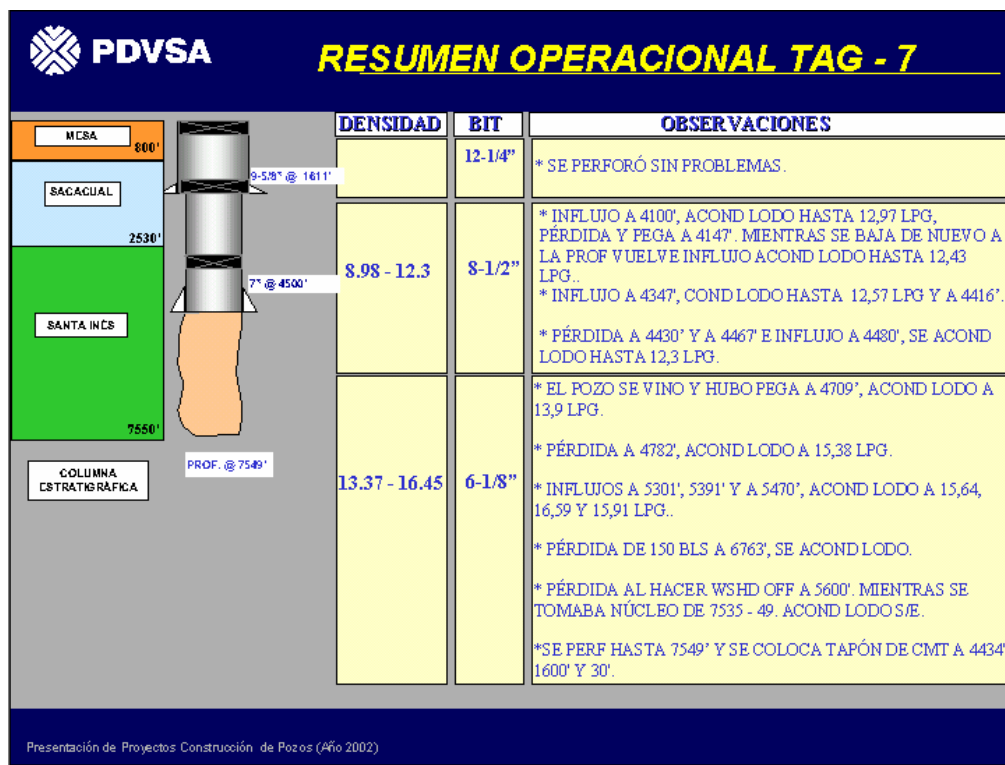 PDVSA
RESUMEN OPERACIONAL TAG - 7
MESA
800'
SACACUAL
2530'
SANTA INÉS
7550'
COLUMNA
ESTRATIGRÁFICA
9-5/8" @ 1611'
7" @ 4500'
PROF. @ 7549'
DENSIDAD
BIT
OBSERVACIONES
12-1/4”
* SE PERFORÓ SIN PROBLEMAS.
8.98 - 12.3
8-1/2”
* INFLUJO A 4100', ACOND LODO HASTA 12,97 LPG,
PÉRDIDA Y PEGA A 4147'. MIENTRAS SE BAJA DE NUEVO A
LA PROF VUELVE INFLUJO ACOND LODO HASTA 12,43
LPG..
* INFLUJO A 4347', COND LODO HASTA 12,57 LPG Y A 4416’.
* PÉRDIDA A 4430’ Y A 4467' E INFLUJO A 4480', SE ACOND
LODO HASTA 12,3 LPG.
13.37 - 16.45
6-1/8”
* EL POZO SE VINO Y HUBO PEGA A 4709’, ACOND LODO A
13,9 LPG.
* PÉRDIDA A 4782', ACOND LODO A 15,38 LPG.
* INFLUJOS A 5301', 5391' Y A 5470’, ACOND LODO A 15,64,
16,59 Y 15,91 LPG..
* PÉRDIDA DE 150 BLS A 6763', SE ACOND LODO.
* PÉRDIDA AL HACER WSHD OFF A 5600'. MIENTRAS SE
TOMABA NÚCLEO DE 7535 - 49. ACOND LODO S/E.
*SE PERF HASTA 7549’ Y SE COLOCA TAPÓN DE CMT A 4434'
1600' Y 30'.
Presentación de Proyectos Construcción de Pozos (Año 2002)